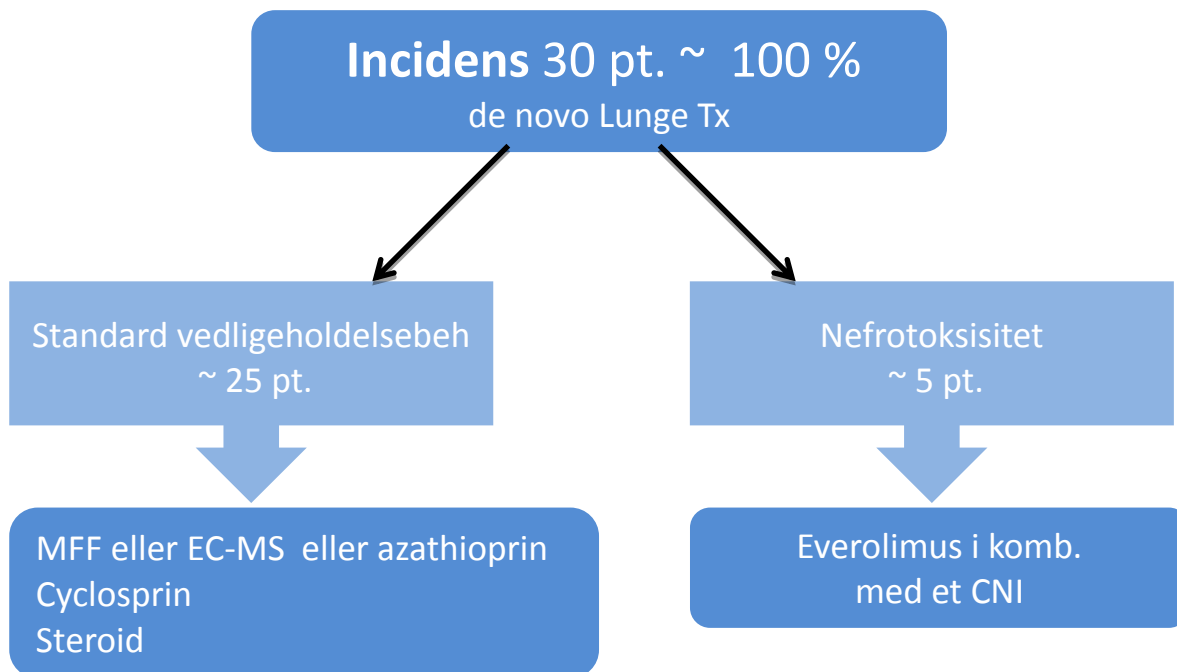 Incidens 30 pt. ~ 100 %
de novo Lunge Tx
Standard vedligeholdelsebeh
~ 25 pt.
Nefrotoksisitet
~ 5 pt.
MFF eller EC-MS eller azathioprin
Cyclosprin
Steroid
Everolimus i komb.
med et CNI